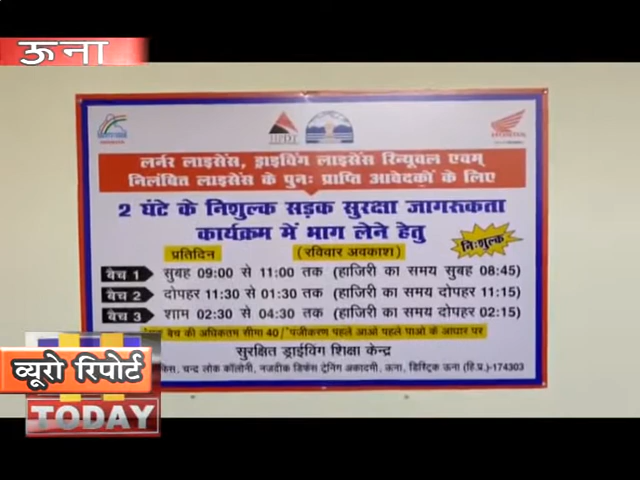 ऊना
HONDA
लर्नर लाइसेंस, ड्राइविंग लाइसेंस रिन्यूवल एवम्
निलंबित लाइसेंस के पुनः प्राप्ति आवेदकों के लिए
2 घंटे के निशुल्क सड़क सुरक्षा जागरूकता
कार्यक्रम में भाग लेने हेतु
प्रतिदिन (रविवार अवकाश) नि:शुल्क
बैच 1 सुबह 09:00 से 11:00 तक (हाजिरी का समय सुबह 08:45)
बैच 2 दोपहर 11:30 से 01:30 तक (हाजिरी का समय दोपहर 11:15)
बैच 3 शाम 02:30 से 04:30 तक (हाजिरी का समय दोपहर 02:15)
बैच की अधिकतम सीमा 40/ पंजीकरण पहले आओ पहले पाओ के आधार पर
सुरक्षित ड्राईविंग शिक्षा केन्द्र
चन्द्र लोक कॉलोनी, नजदीक डिफेंस ट्रेनिंग अकादमी, ऊना, डिस्ट्रिक ऊना (हि.प्र.)-174303
ब्यूरो रिपोर्ट
TODAY